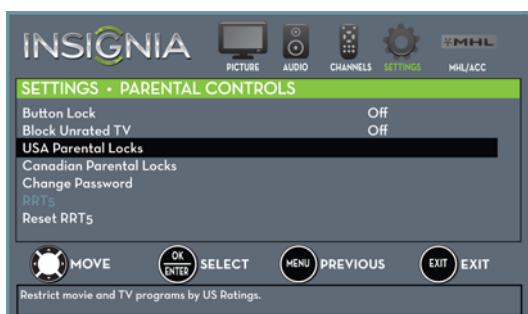 INSIGNIA
PICTURE AUDIO CHANNELS SETTINGS MHL MHL/ACC
SETTINGS • PARENTAL CONTROLS
Button Lock Off
Block Unrated TV Off
USA Parental Locks
Canadian Parental Locks
Change Password
RRT5
Reset RRT5
MOVE OK ENTER SELECT MENU PREVIOUS EXIT EXIT
Restrict movie and TV programs by US Ratings.